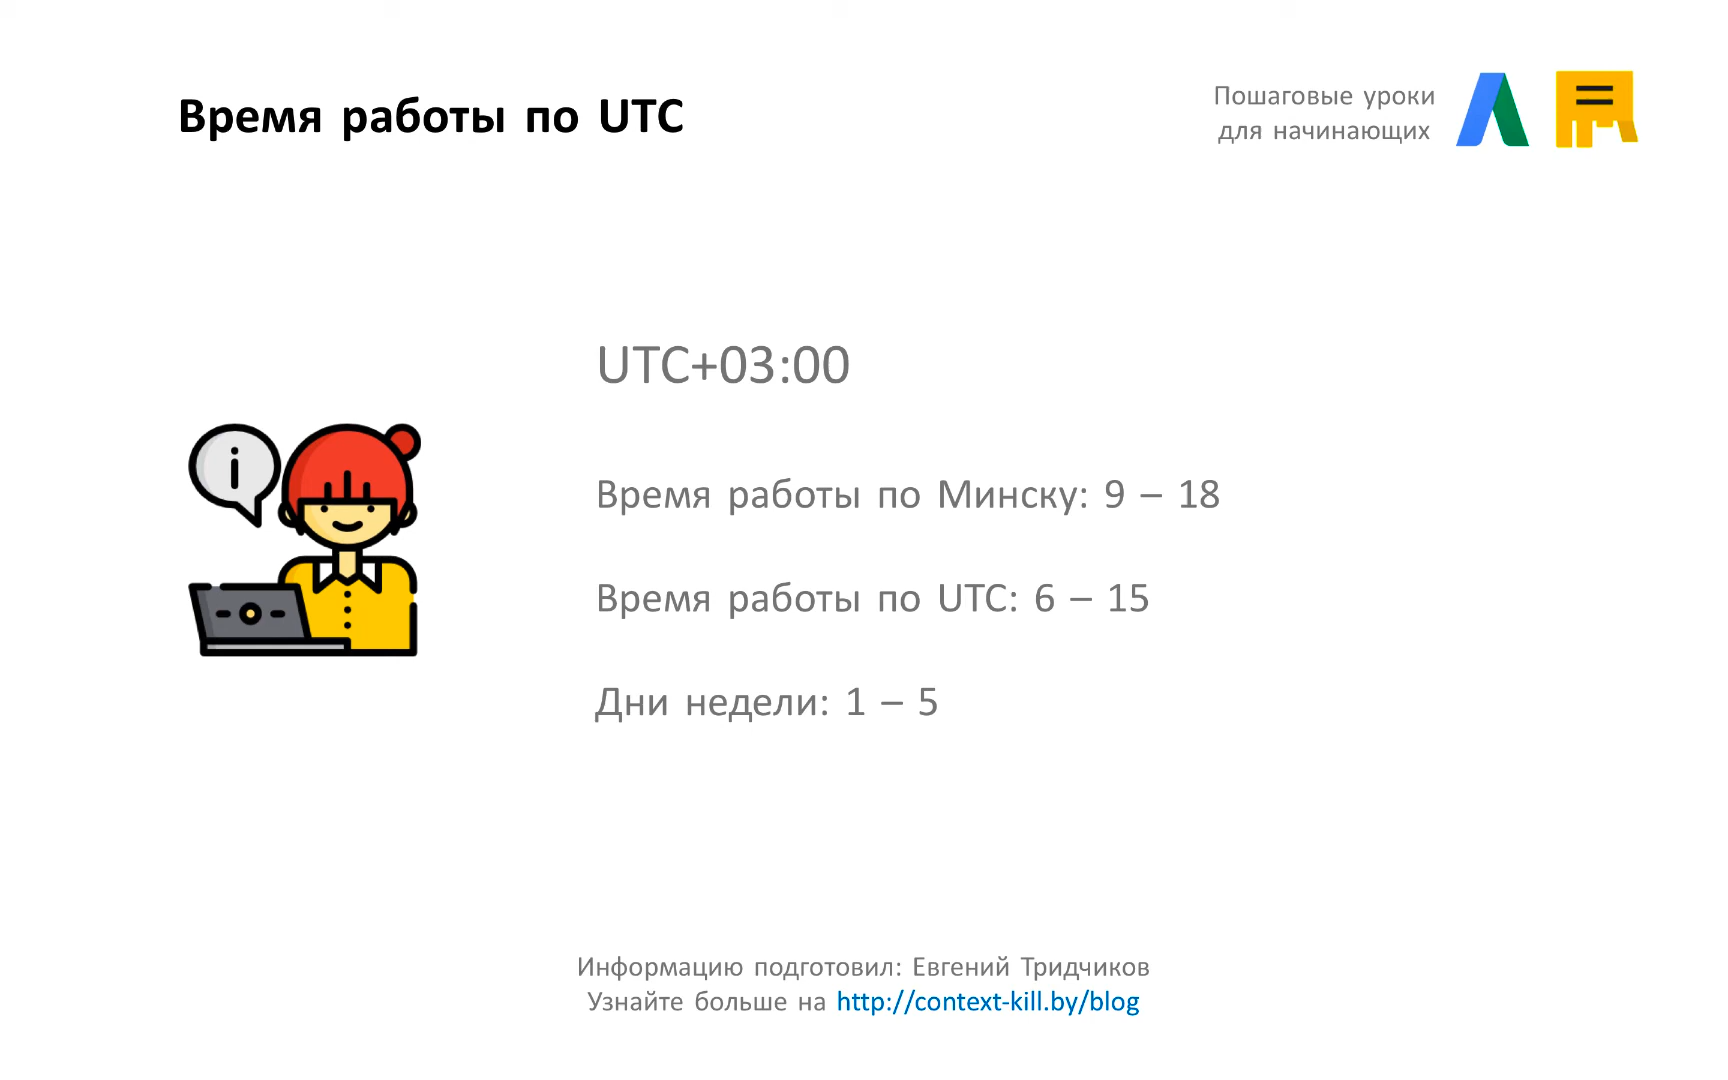 Время работы по UTC
Пошаговые уроки
для начинающих
UTC+03:00
i
Время работы по Минску: 9 – 18
Время работы по UTC: 6 – 15
Дни недели: 1 – 5
Информацию подготовил: Евгений Тридчиков
Узнайте больше на http://context-kill.by/blog